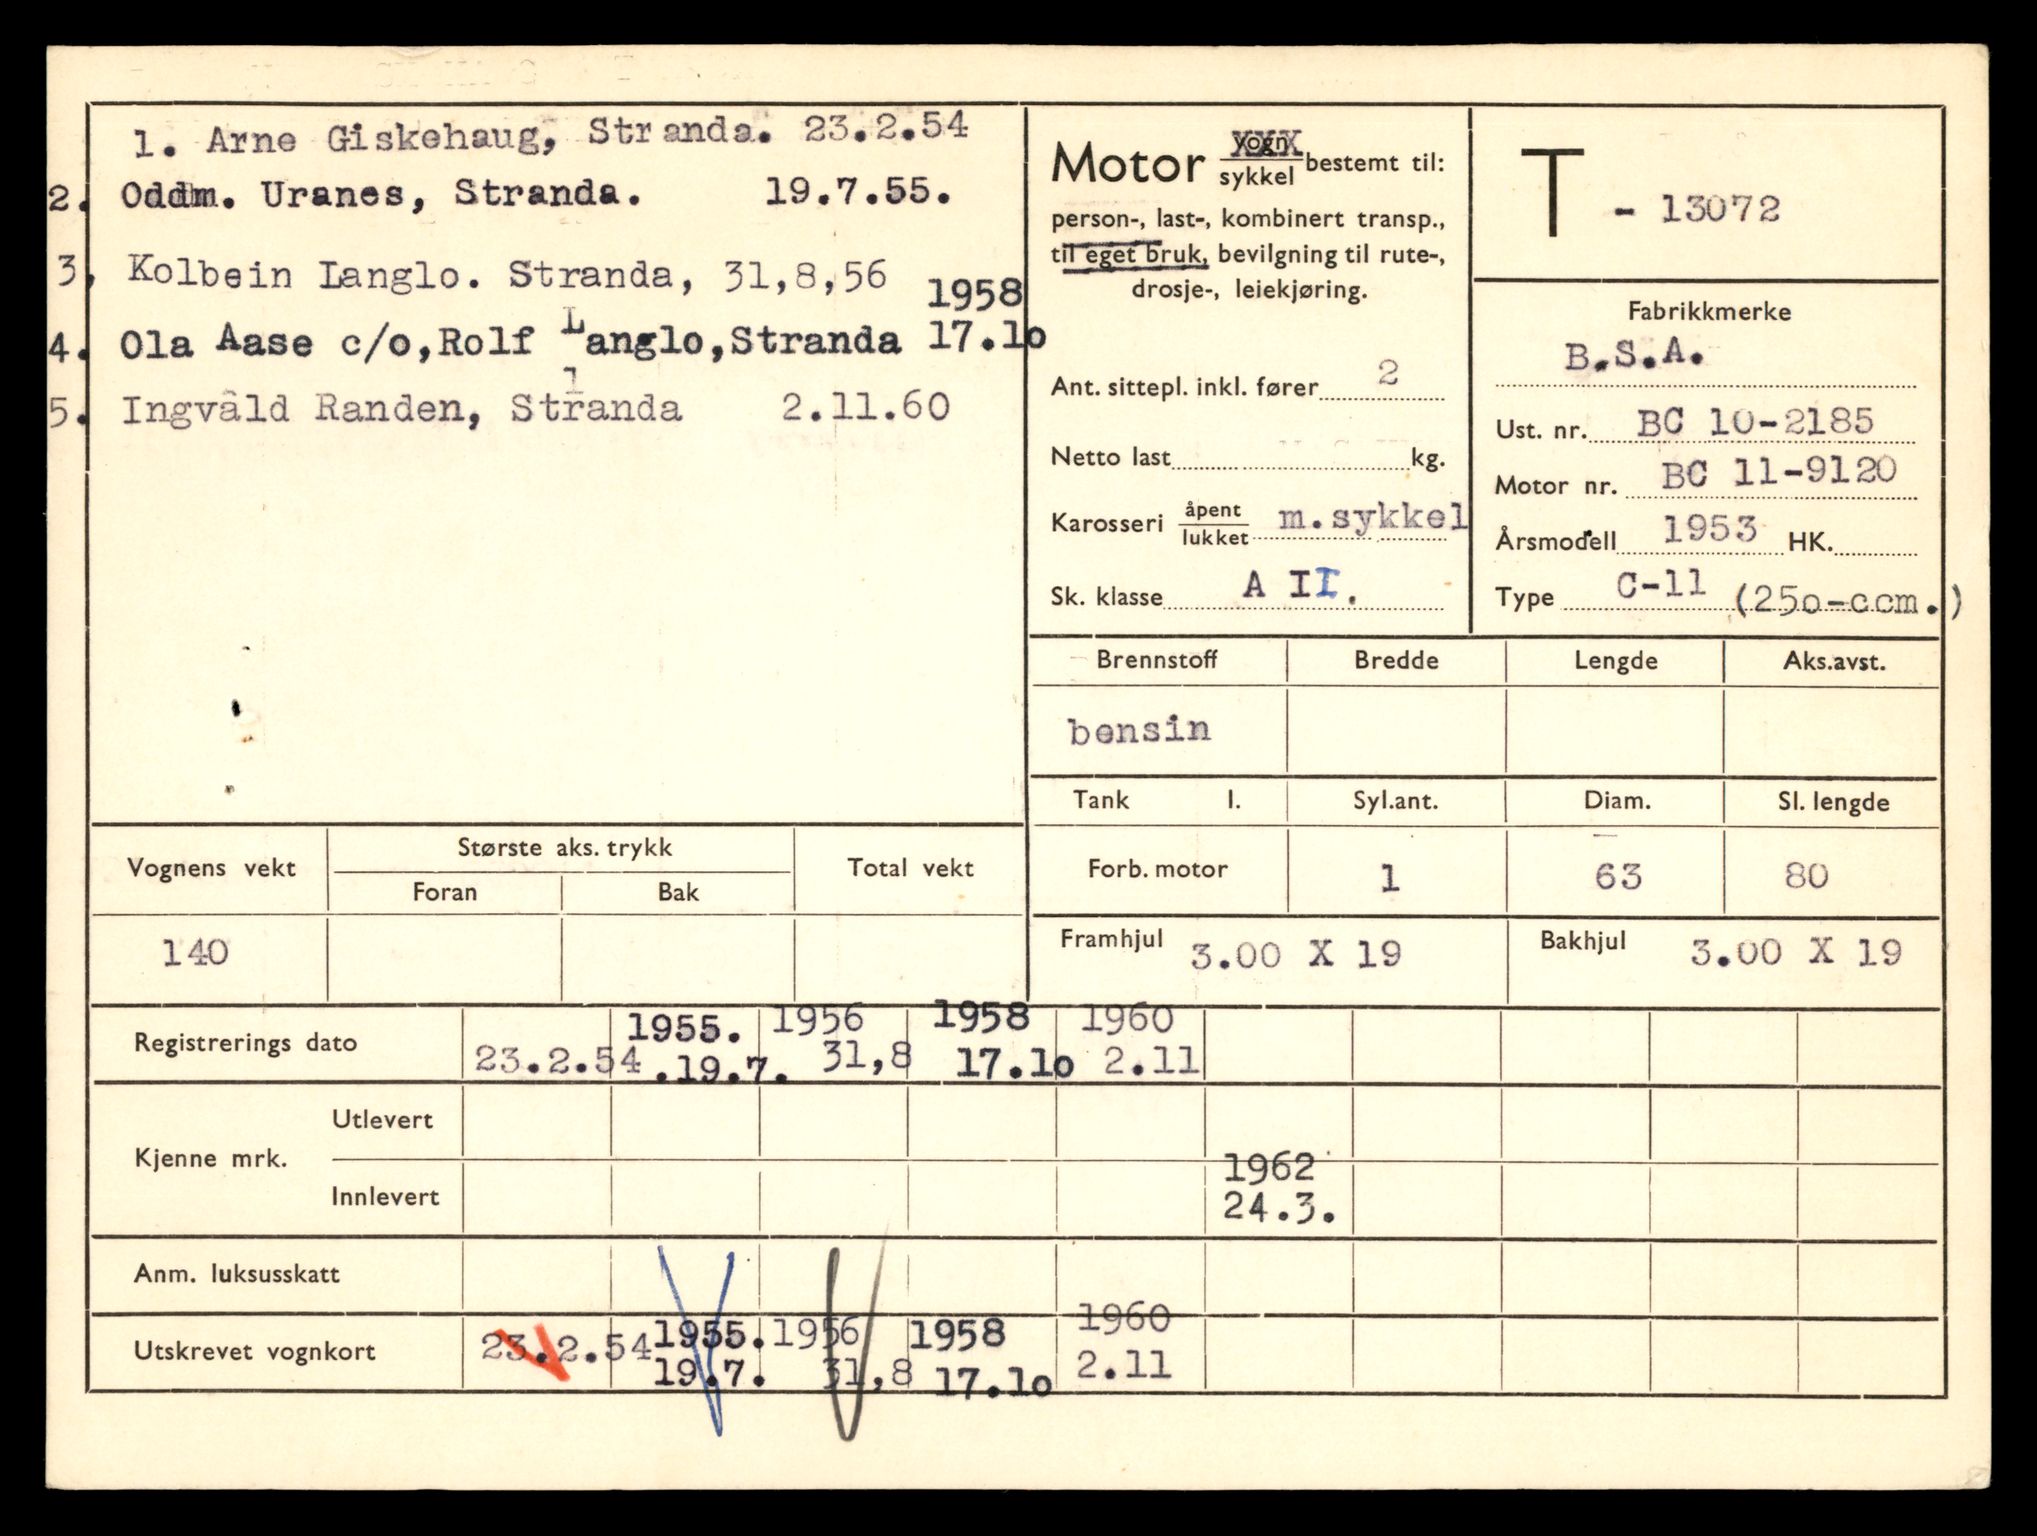 1. Arne Giskehaug, Stranda. 23.2.54
2. Oddm. Uranes, Stranda. 19.7.55.
3, Kolbein Langlo. Stranda, 31,8,56
1958
4. Ola Aase c/o,Rolf Langlo,Stranda 17.1o
5. Ingvald Randen, Stranda 2.11.60
Motor vogn/sykkel bestemt til:
person-, last-, kombinert transp.,
til eget bruk, bevilgning til rute-,
drosje-, leiekjøring.
Ant. sittepl. inkl. fører 2
Netto last kg.
Karosseri åpent/lukket m.sykkel
Sk. klasse A II.
T - 13072
Fabrikkmerke
B.S.A.
Ust. nr. BC 10-2185
Motor nr. BC 11-9120
Årsmodell 1953 HK.
Type C-11 (25o-ccm.)
Brennstoff Bredde Lengde Aks.avst.
bensin
Tank l. Syl.ant. Diam. Sl. lengde
Forb. motor 1 63 80
Framhjul 3.00 X 19 Bakhjul 3.00 X 19
Vognens vekt Største aks. trykk Total vekt
Foran Bak
140
1955. 1956 1958 1960
Registrerings dato 23.2.54 .19.7. 31,8 17.1o 2.11
Utlevert
Kjenne mrk.
1962
Innlevert 24.3.
Anm. luksusskatt
1955. 1956 1958 1960
Utskrevet vognkort 23.2.54 19.7. 31,8 17.1o 2.11